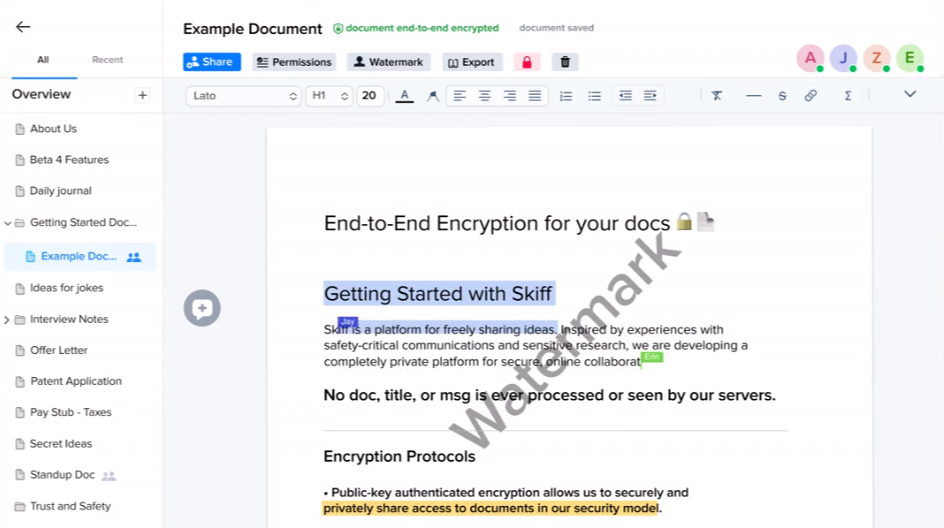 Example Document
document end-to-end encrypted
document saved
All
Recent
Share
Permissions
Watermark
Export
A
J
Z
E
Overview
+
Lato
H1
20
A
S
Σ
About Us
Beta 4 Features
Daily journal
Getting Started Doc...
Example Doc...
Ideas for jokes
Interview Notes
Offer Letter
Patent Application
Pay Stub - Taxes
Secret Ideas
Standup Doc
Trust and Safety
End-to-End Encryption for your docs 🔒📄
Getting Started with Skiff
Jay
Skiff is a platform for freely sharing ideas. Inspired by experiences with
safety-critical communications and sensitive research, we are developing a
completely private platform for secure, online collaborat
Erin
No doc, title, or msg is ever processed or seen by our servers.
Encryption Protocols
• Public-key authenticated encryption allows us to securely and
privately share access to documents in our security model.
Watermark